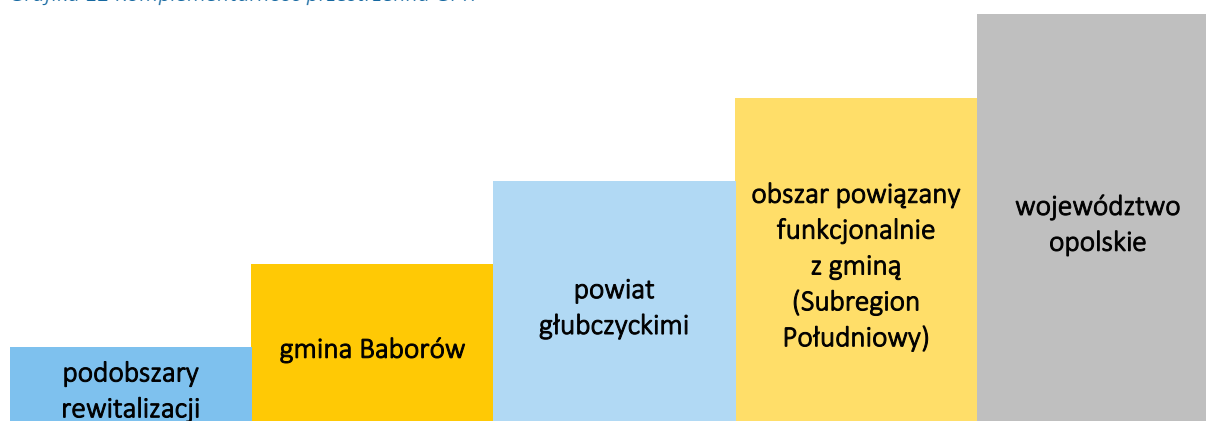 podobszary
rewitalizacji
gmina Baborów
powiat
głubczyckimi
obszar powiązany
funkcjonalnie
z gminą
(Subregion
Południowy)
województwo
opolskie